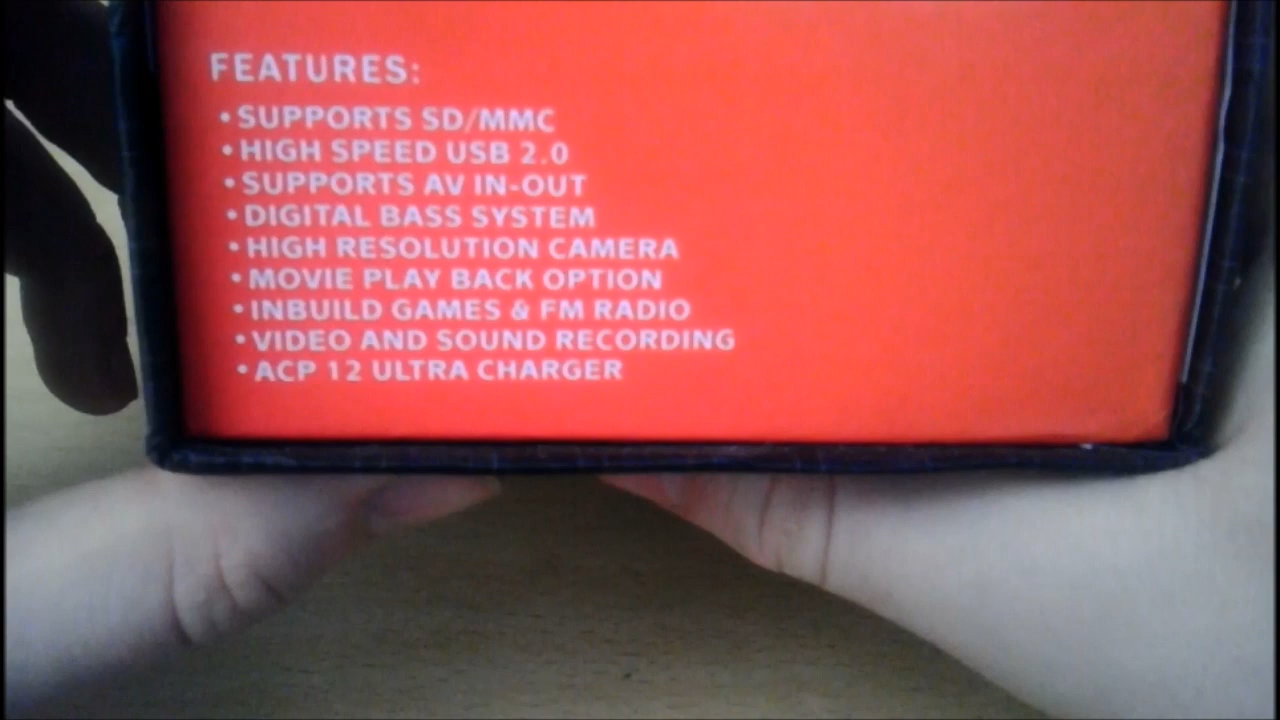 FEATURES:
•SUPPORTS SD/MMC
•HIGH SPEED USB 2.0
•SUPPORTS AV IN-OUT
•DIGITAL BASS SYSTEM
•HIGH RESOLUTION CAMERA
•MOVIE PLAY BACK OPTION
•INBUILD GAMES & FM RADIO
•VIDEO AND SOUND RECORDING
•ACP 12 ULTRA CHARGER